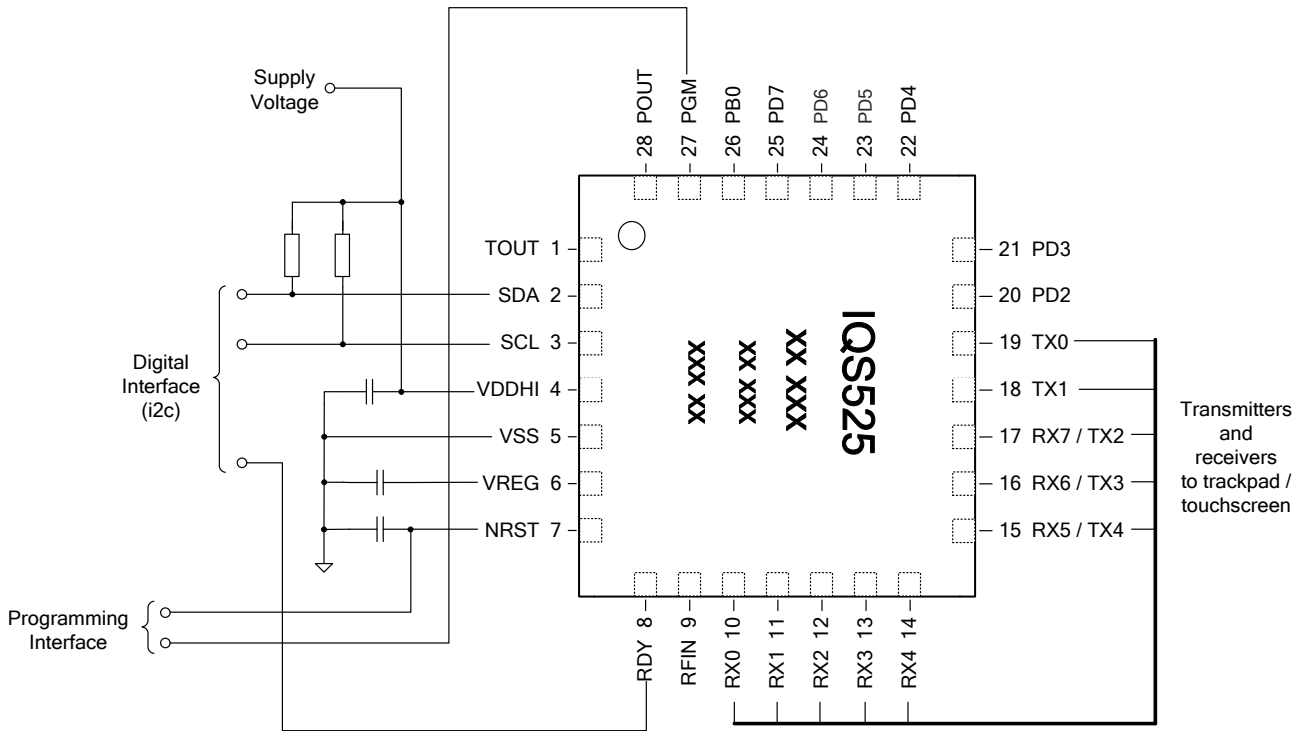 Supply
Voltage
28 POUT
27 PGM
26 PB0
25 PD7
24 PD6
23 PD5
22 PD4
TOUT 1
SDA 2
SCL 3
VDDHI 4
VSS 5
VREG 6
NRST 7
Digital
Interface
(i2c)
Programming
Interface
IQS525
XX XXX
XXX XX
XXX XX
XX XXX
21 PD3
20 PD2
19 TX0
18 TX1
17 RX7 / TX2
16 RX6 / TX3
15 RX5 / TX4
Transmitters
and
receivers
to trackpad /
touchscreen
RDY 8
RFIN 9
RX0 10
RX1 11
RX2 12
RX3 13
RX4 14